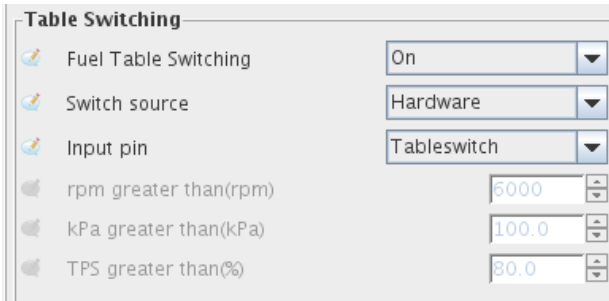 Table Switching
Fuel Table Switching On
Switch source Hardware
Input pin Tableswitch
rpm greater than(rpm) 6000
kPa greater than(kPa) 100.0
TPS greater than(%) 80.0